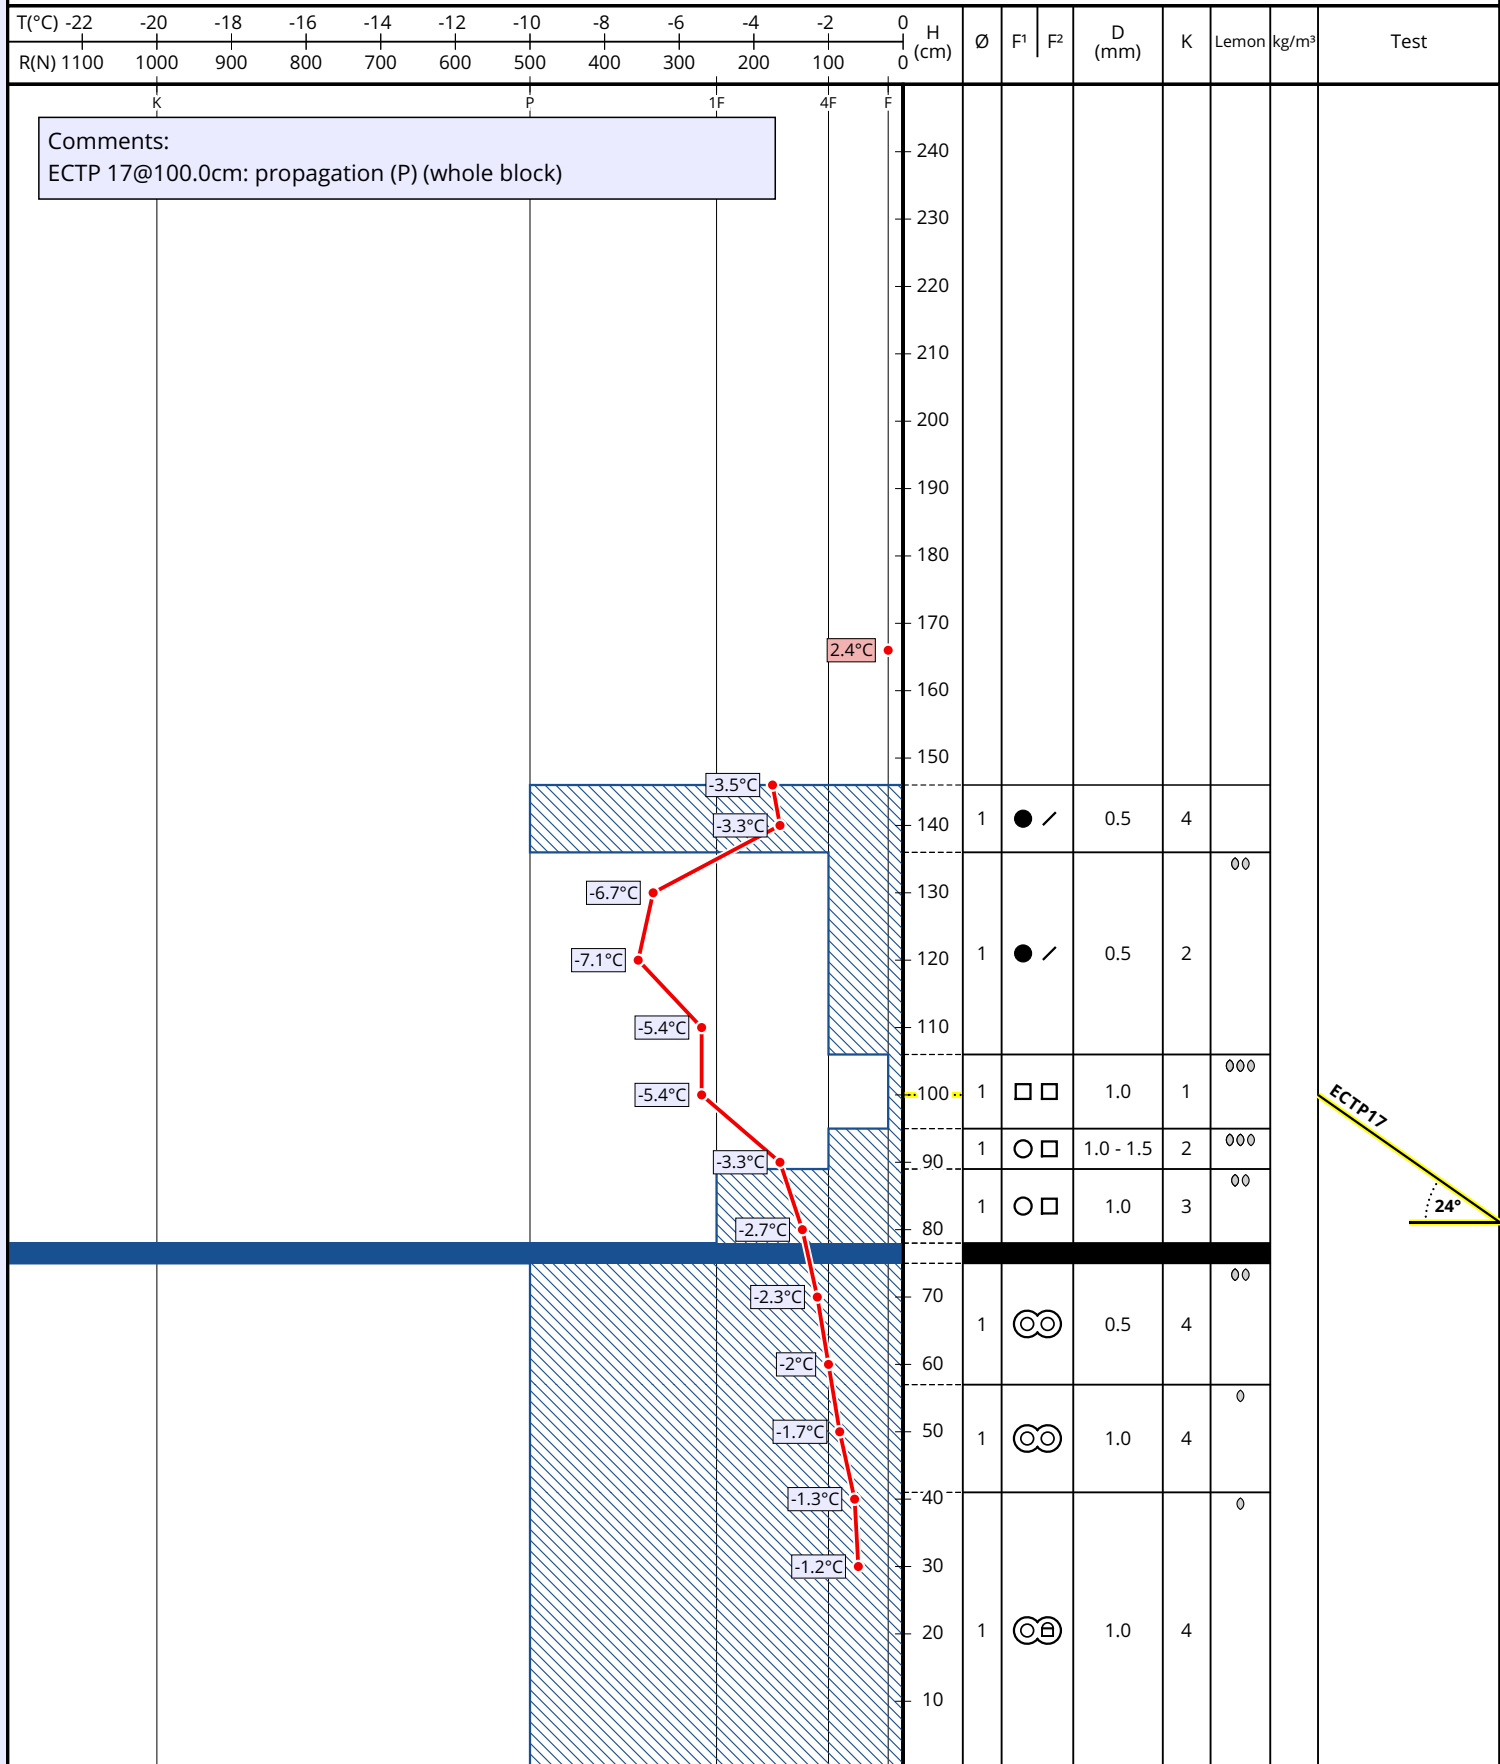 T(°C) -22 -20 -18 -16 -14 -12 -10 -8 -6 -4 -2 0
R(N) 1100 1000 900 800 700 600 500 400 300 200 100 0
H (cm) Ø F¹ F² D (mm) K Lemon kg/m³ Test
K P 1F 4F F
Comments:
ECTP 17@100.0cm: propagation (P) (whole block)
240
230
220
210
200
190
180
170
2.4°C
160
150
-3.5°C
-3.3°C 140 1 0.5 4
-6.7°C 130
-7.1°C 120 1 0.5 2
-5.4°C 110
-5.4°C 100 1 1.0 1
ECTP17
-3.3°C 90 1 1.0 - 1.5 2
1 1.0 3
24°
-2.7°C 80
-2.3°C 70
1 0.5 4
-2°C 60
-1.7°C 50 1 1.0 4
-1.3°C 40
-1.2°C 30
20 1 1.0 4
10